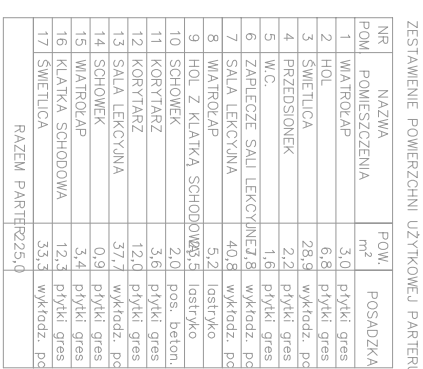 ZESTAWIENIE POWIERZCHNI UŻYTKOWEJ PARTERU
NR POM NAZWA POMIESZCZENIA POW. m² POSADZKA
1 WIATROŁAP 3,0 płytki gres
2 HOL 6,8 płytki gres
3 ŚWIETLICA 28,9 wykładz. pc
4 PRZEDSIONEK 2,2 płytki gres
5 W.C. 1,6 płytki gres
6 ZAPLECZE SALI LEKCYJNEJ 7,8 wykładz. pc
7 SALA LEKCYJNA 40,8 wykładz. pc
8 WIATROŁAP 5,2 lastryko
9 HOL Z KLATKĄ SCHODOWĄ 23,5 lastryko
10 SCHOWEK 2,0 pos. beton.
11 KORYTARZ 3,6 płytki gres
12 KORYTARZ 12,0 płytki gres
13 SALA LEKCYJNA 37,7 wykładz. pc
14 SCHOWEK 0,9 płytki gres
15 WIATROŁAP 3,4 płytki gres
16 KLATKA SCHODOWA 12,3 płytki gres
17 ŚWIETLICA 33,3 wykładz. pc
RAZEM PARTER 225,0